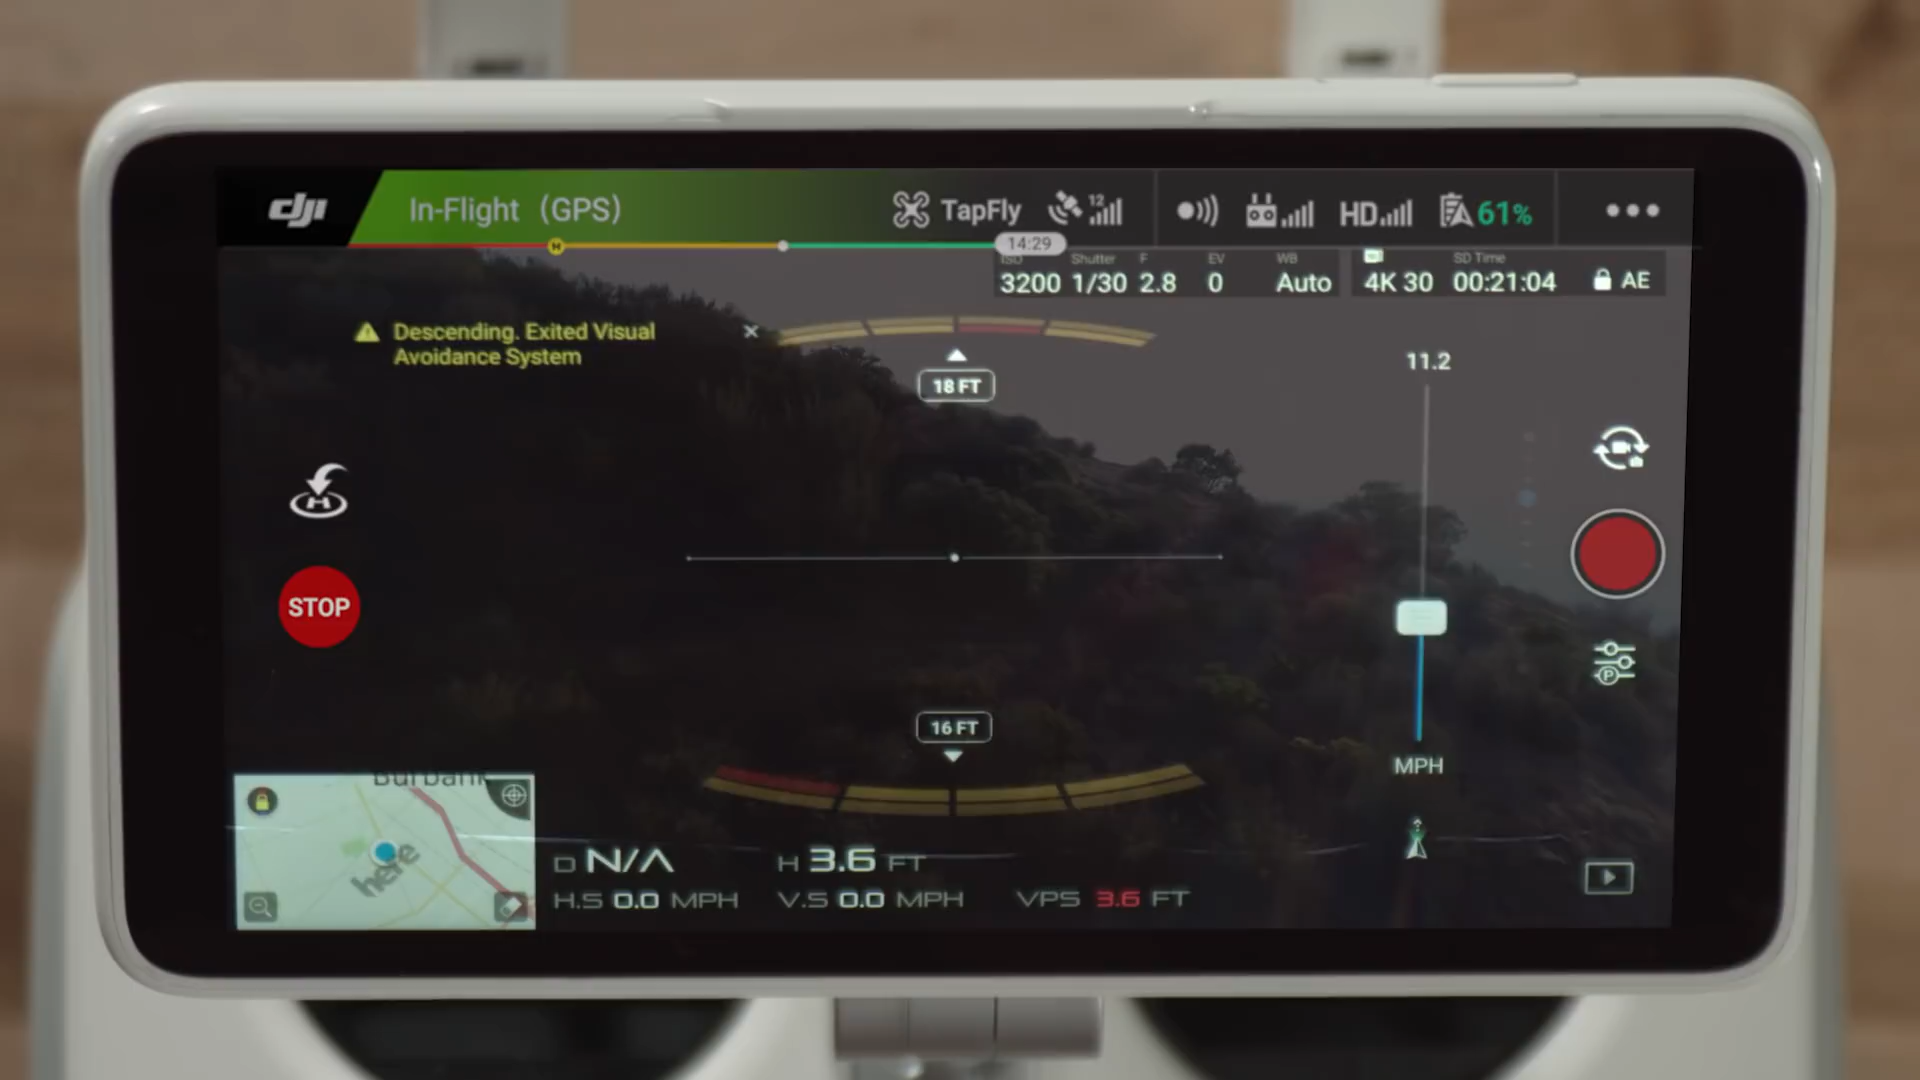 dji In-Flight (GPS) TapFly 12 HD 61%
H 14:29
ISO Shutter F EV WB SD Time
3200 1/30 2.8 0 Auto 4K 30 00:21:04 AE
Descending. Exited Visual
Avoidance System
11.2
18 FT
H
STOP
P
16 FT
MPH
Burbank
here
D N/A H 3.6 FT
H.S 0.0 MPH V.S 0.0 MPH VPS 3.6 FT